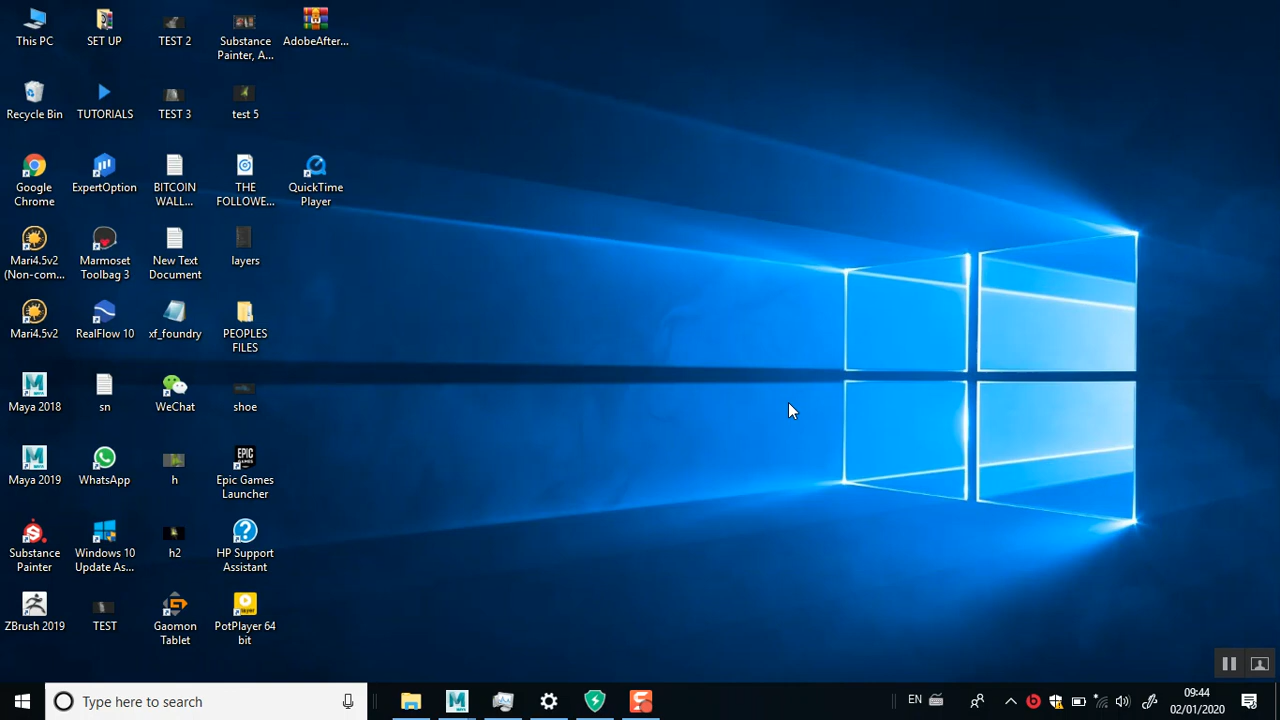 This PC
SET UP
TEST 2
Substance
Painter, A...
AdobeAfter...
Recycle Bin
TUTORIALS
TEST 3
test 5
Google
Chrome
ExpertOption
BITCOIN
WALL...
THE
FOLLOWE...
QuickTime
Player
Mari4.5v2
(Non-com...
Marmoset
Toolbag 3
New Text
Document
layers
Mari4.5v2
RealFlow 10
xf_foundry
PEOPLES
FILES
Maya 2018
sn
WeChat
shoe
Maya 2019
WhatsApp
h
EPIC
GAMES
Epic Games
Launcher
Substance
Painter
Windows 10
Update As...
h2
HP Support
Assistant
ZBrush 2019
TEST
Gaomon
Tablet
PotPlayer 64
bit
Type here to search
EN
09:44
02/01/2020